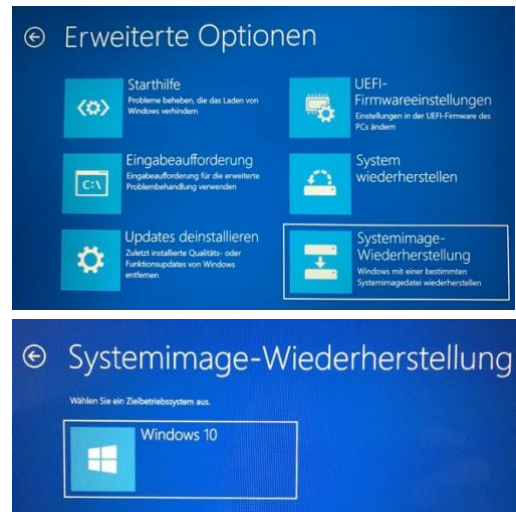 Erweiterte Optionen
Starthilfe
Probleme beheben, die das Laden von
Windows verhindern
UEFI-
Firmwareeinstellungen
Einstellungen in der UEFI-Firmware des
PCs ändern
Eingabeaufforderung
Eingabeaufforderung für die erweiterte
Problembehandlung verwenden
C:\
System
wiederherstellen
Updates deinstallieren
Zuletzt installierte Qualitäts- oder
Funktionsupdates von Windows
entfernen
Systemimage-
Wiederherstellung
Windows mit einer bestimmten
Systemimagedatei wiederherstellen
Systemimage-Wiederherstellung
Wählen Sie ein Zielbetriebssystem aus.
Windows 10